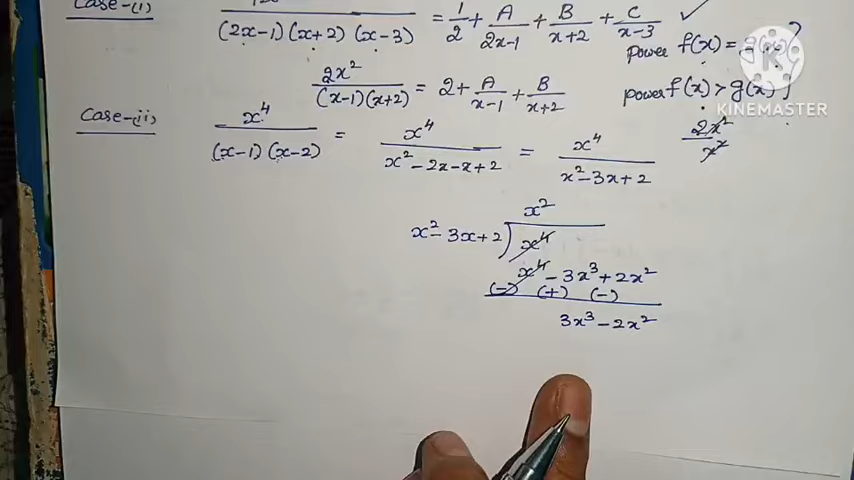 Case-(i)
(2x-1)(x+2)(x-3) = 1/2 + A/2x-1 + B/x+2 + C/x-3 ✓
power f(x) =
2x²/(x-1)(x+2) = 2 + A/x-1 + B/x+2
power f(x) > g(x)
KINEMASTER
Case-(ii) x⁴/(x-1)(x-2) = x⁴/x²-2x-x+2 = x⁴/x²-3x+2
2x²/x²
x²
x²-3x+2 ) x⁴
x⁴-3x³+2x²
(-) (+) (-)
3x³-2x²